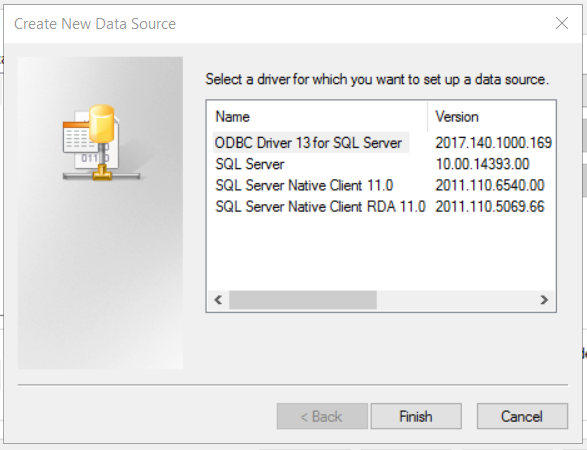 Create New Data Source
Select a driver for which you want to set up a data source.
Name Version
ODBC Driver 13 for SQL Server 2017.140.1000.169
SQL Server 10.00.14393.00
SQL Server Native Client 11.0 2011.110.6540.00
SQL Server Native Client RDA 11.0 2011.110.5069.66
< Back Finish Cancel